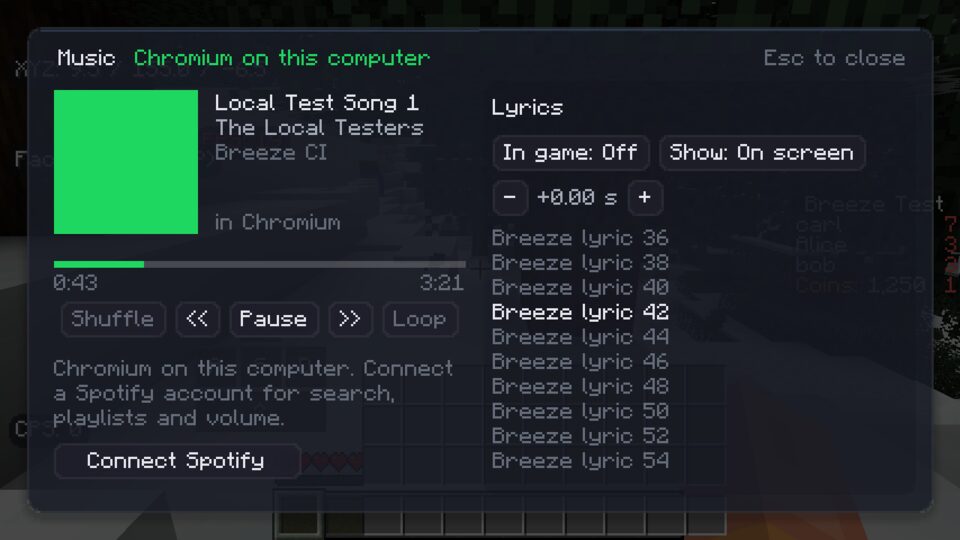 Music Chromium on this computer
Esc to close
Local Test Song 1
The Local Testers
Breeze CI
in Chromium
0:43
3:21
Shuffle
<<
Pause
>>
Loop
Chromium on this computer. Connect
a Spotify account for search,
playlists and volume.
Connect Spotify
Lyrics
In game: Off
Show: On screen
-
+0.00 s
+
Breeze lyric 36
Breeze lyric 38
Breeze lyric 40
Breeze lyric 42
Breeze lyric 44
Breeze lyric 46
Breeze lyric 48
Breeze lyric 50
Breeze lyric 52
Breeze lyric 54
Breeze Test
carl 7
Alice 3
bob
Coins: 1,250 1